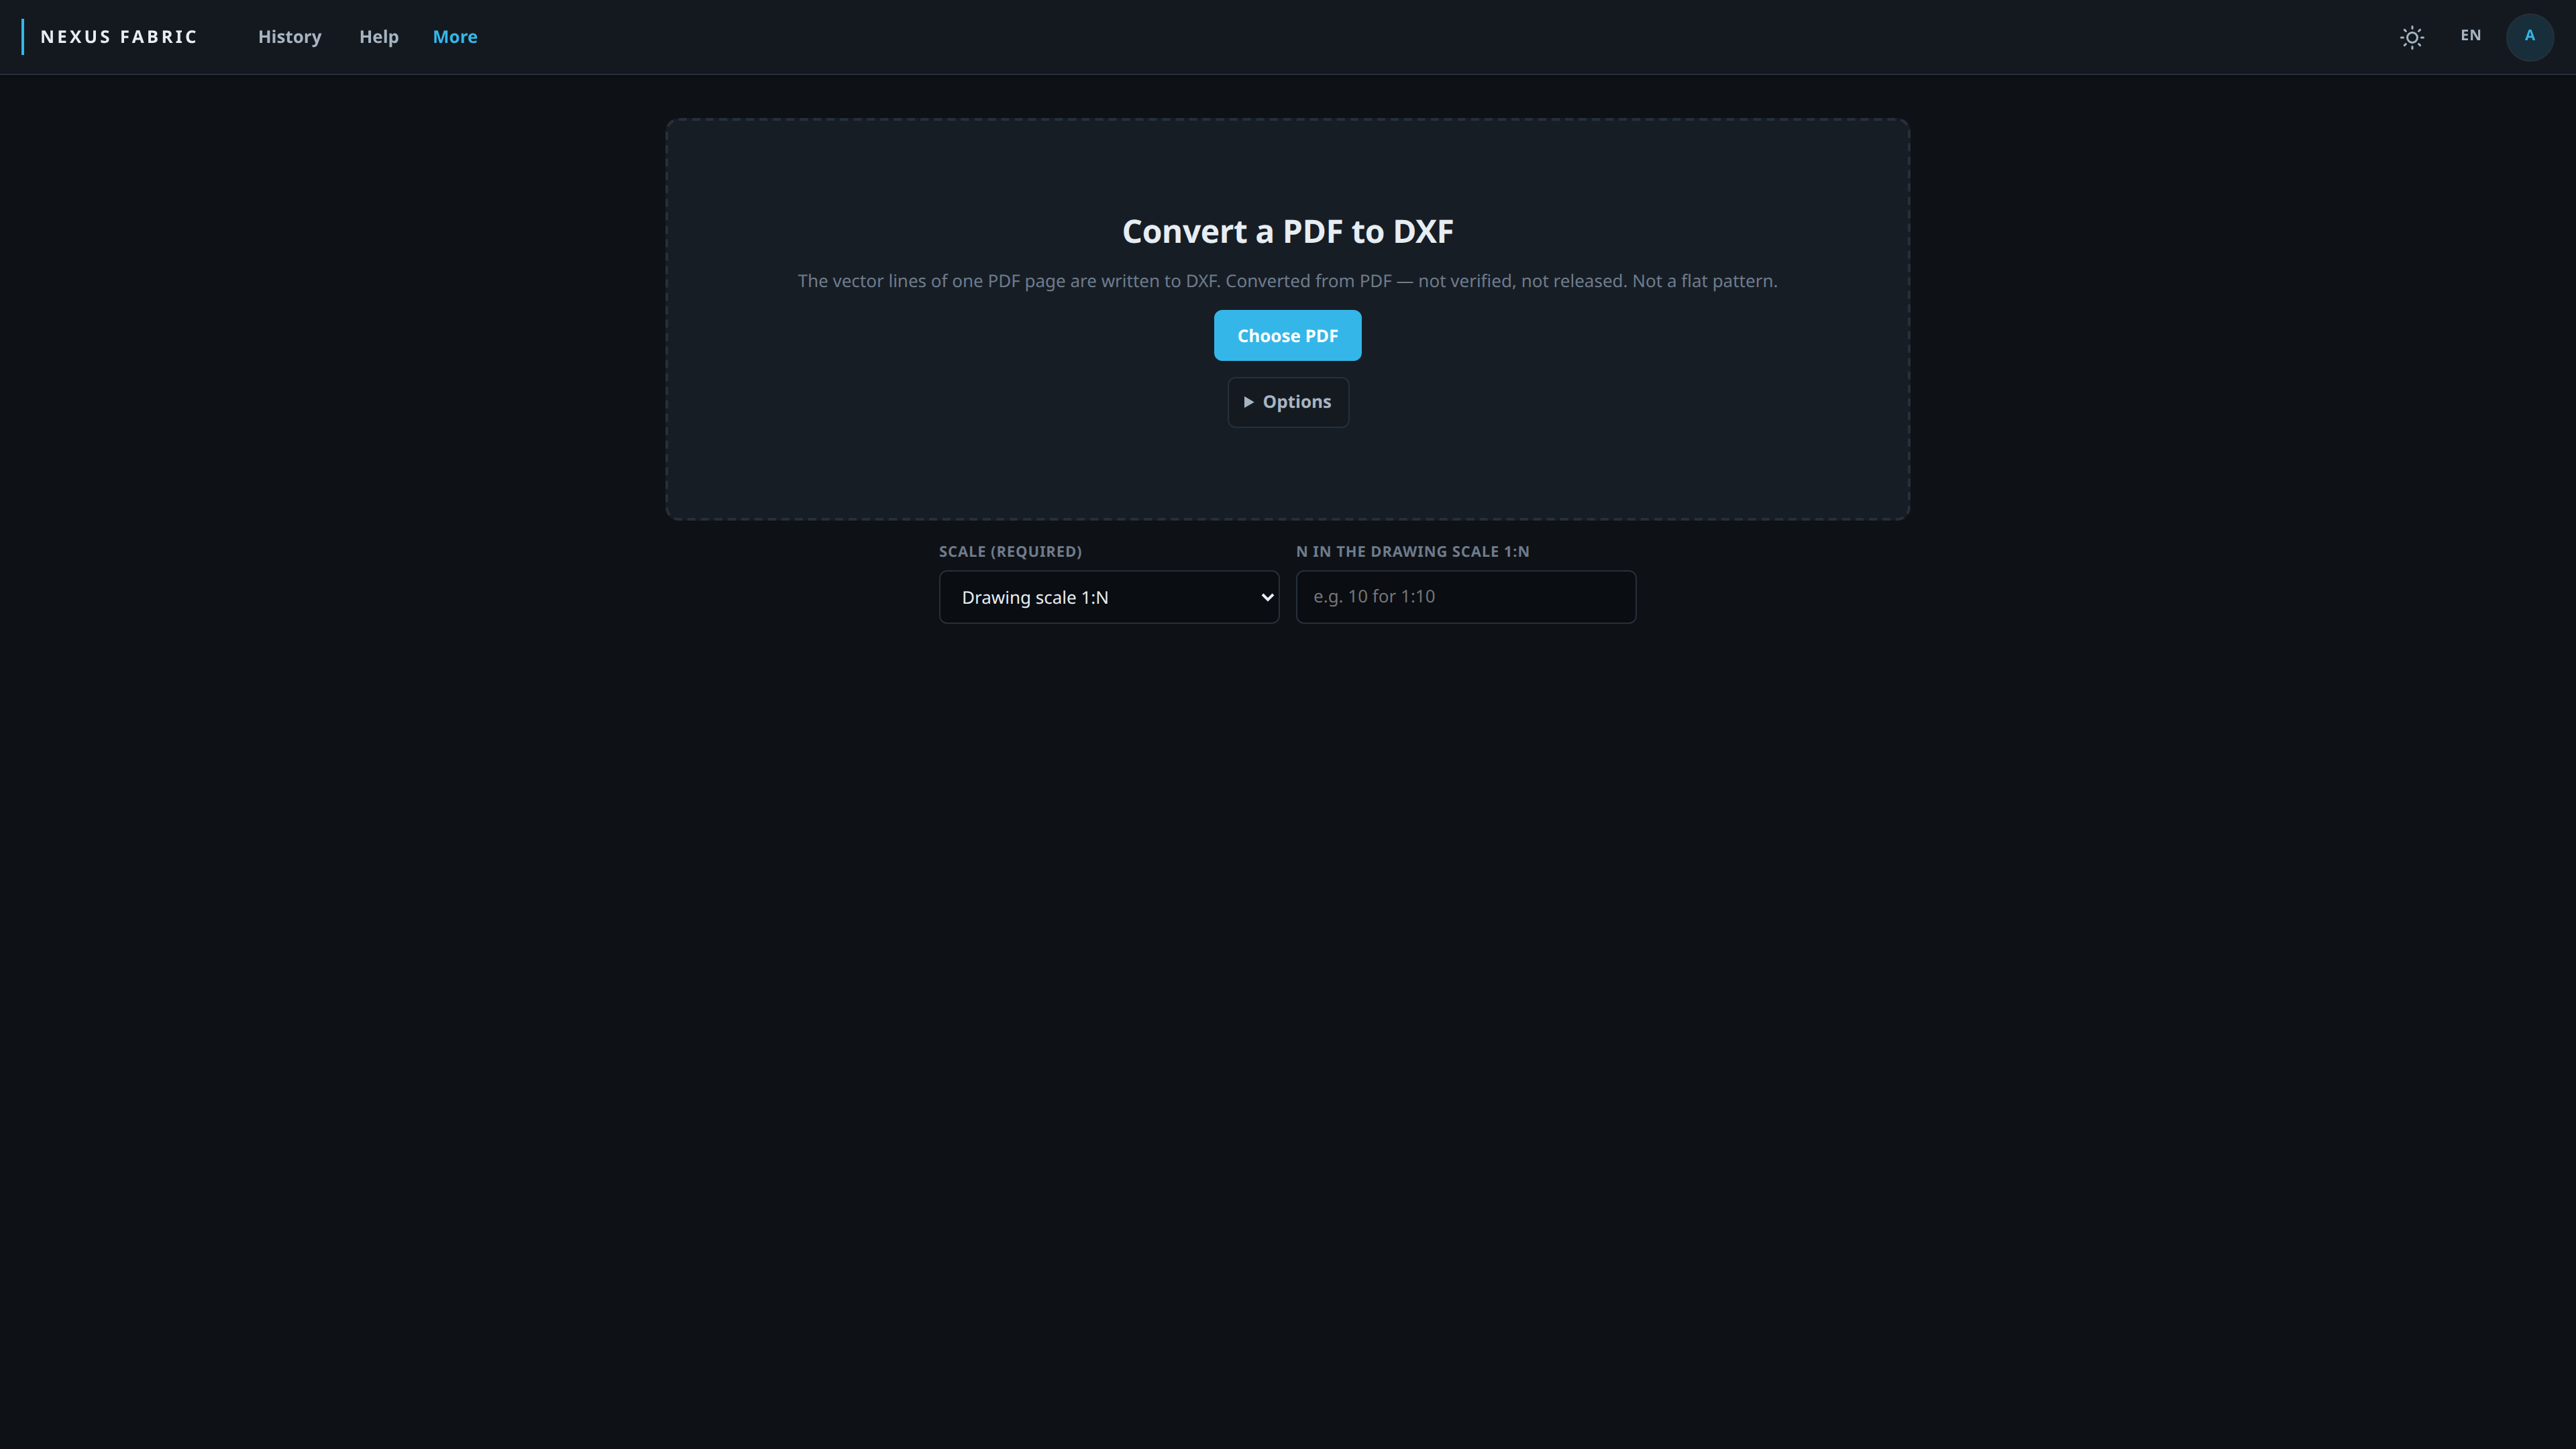 NEXUS FABRIC History Help More EN A
Convert a PDF to DXF
The vector lines of one PDF page are written to DXF. Converted from PDF — not verified, not released. Not a flat pattern.
Choose PDF
Options
SCALE (REQUIRED) N IN THE DRAWING SCALE 1:N
Drawing scale 1:N e.g. 10 for 1:10